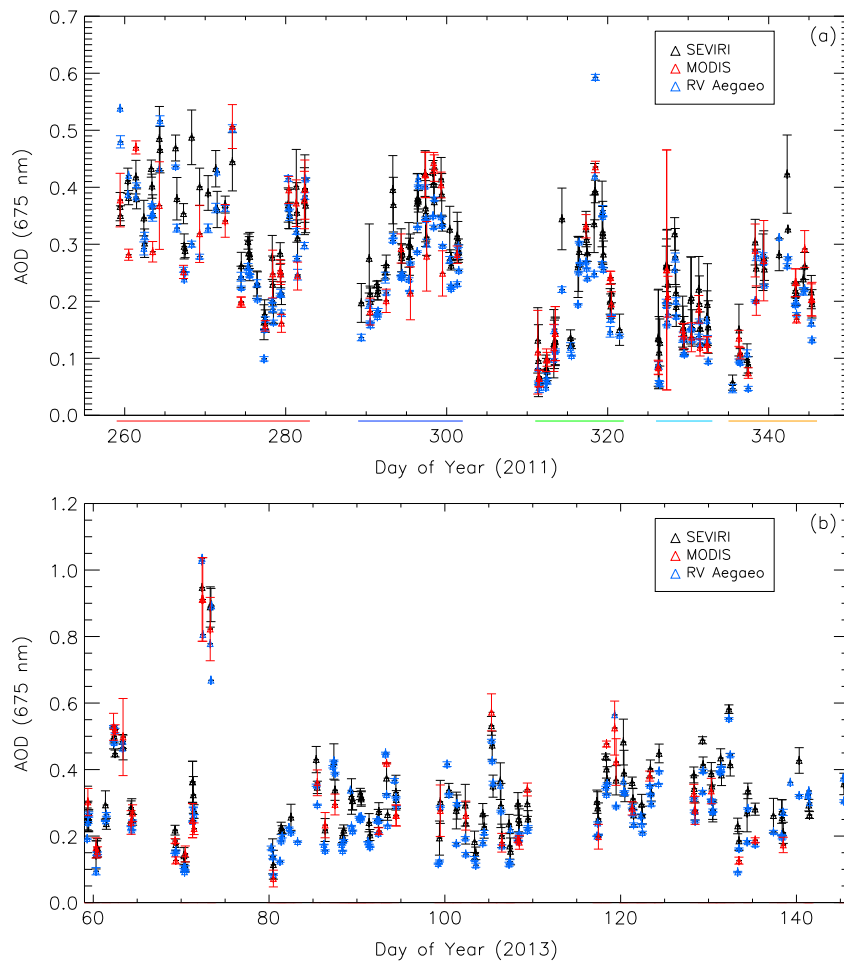 (a)
SEVIRI
MODIS
RV Aegaeo
0.7
0.6
0.5
0.4
0.3
0.2
0.1
0.0
AOD (675 nm)
260 280 300 320 340
Day of Year (2011)
(b)
SEVIRI
MODIS
RV Aegaeo
1.2
1.0
0.8
0.6
0.4
0.2
0.0
AOD (675 nm)
60 80 100 120 140
Day of Year (2013)